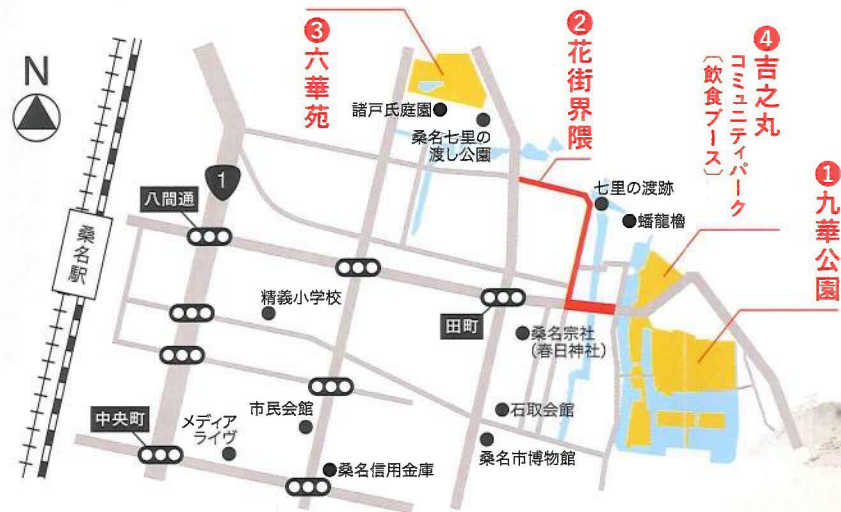 N
桑名駅
八間通
1
中央町
メディア
ライヴ
精義小学校
市民会館
桑名信用金庫
❸六華苑
諸戸氏庭園
桑名七里の
渡し公園
❷花街界隈
七里の渡跡
蟠龍櫓
田町
桑名宗社
(春日神社)
石取会館
桑名市博物館
❹吉之丸
コミュニティパーク
〔飲食ブース〕
❶九華公園